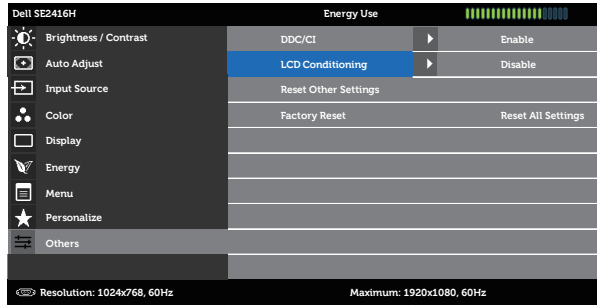 Dell SE2416H Energy Use
Brightness / Contrast DDC/CI Enable
Auto Adjust LCD Conditioning Disable
Input Source Reset Other Settings
Color Factory Reset Reset All Settings
Display
Energy
Menu
Personalize
Others
Resolution: 1024x768, 60Hz Maximum: 1920x1080, 60Hz